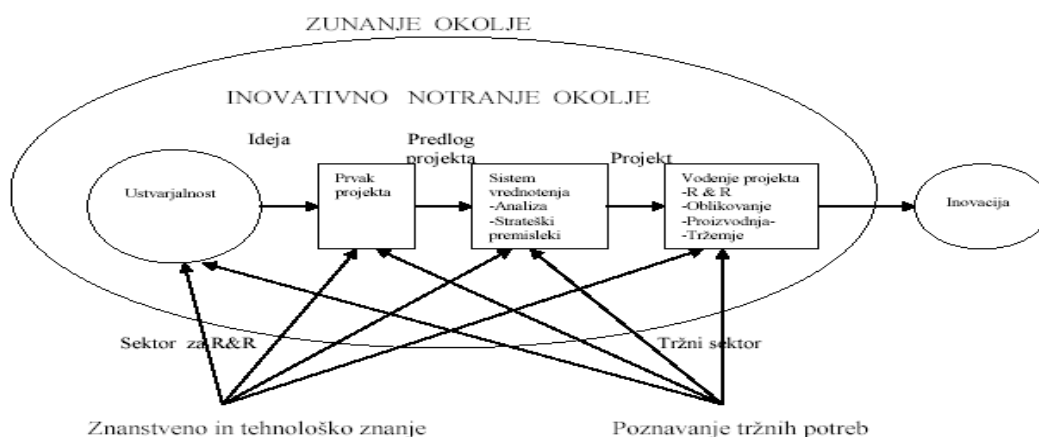 ZUNANJE OKOLJE
INOVATIVNO NOTRANJE OKOLJE
Ideja
Predlog
projekta
Projekt
Ustvarjalnost
Prvak
projekta
Sistem
vrednotenja
-Analiza
-Strateški
premisleki
Vodenje projekta
-R & R
-Oblikovanje
-Proizvodnja-
-Tržemje
Inovacija
Sektor za R&R
Tržni sektor
Znanstveno in tehnološko znanje
Poznavanje tržnih potreb